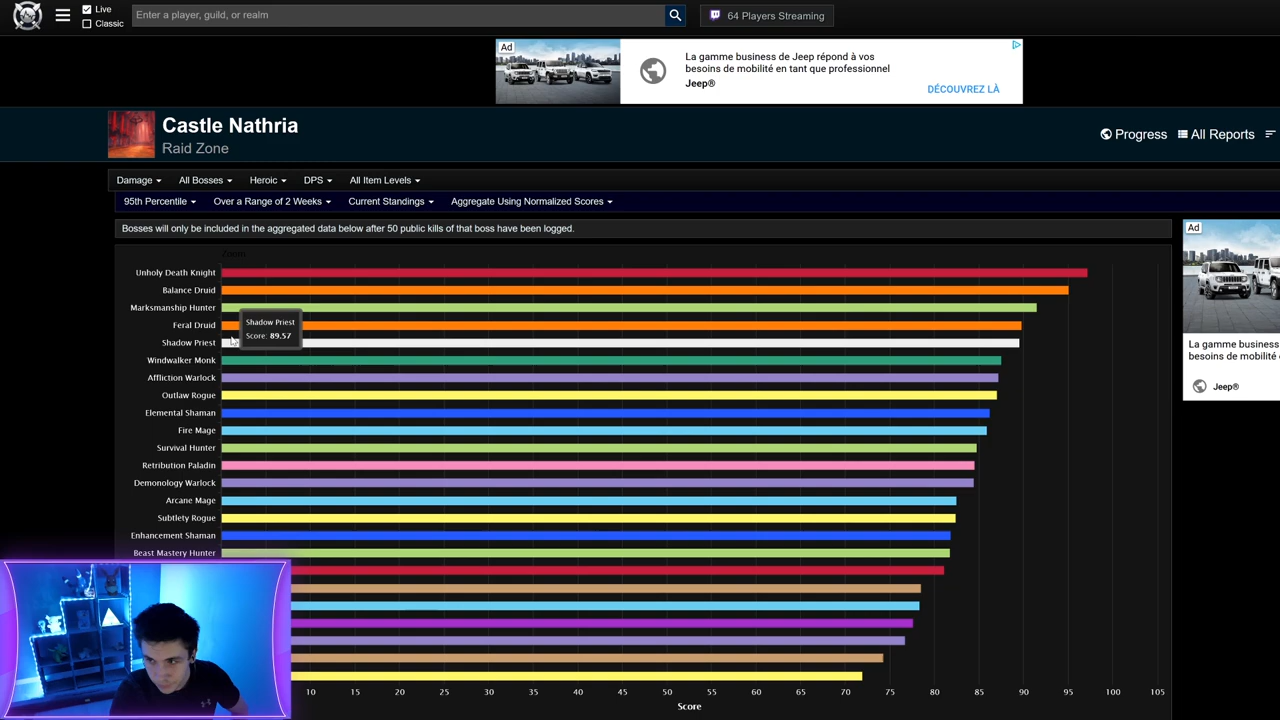 Live
Classic
Enter a player, guild, or realm
64 Players Streaming
Ad
La gamme business de Jeep répond à vos
besoins de mobilité en tant que professionnel
Jeep®
DÉCOUVREZ LÀ
Castle Nathria
Raid Zone
Progress
All Reports
Damage
All Bosses
Heroic
DPS
All Item Levels
95th Percentile
Over a Range of 2 Weeks
Current Standings
Aggregate Using Normalized Scores
Bosses will only be included in the aggregated data below after 50 public kills of that boss have been logged.
Zoom
Unholy Death Knight
Balance Druid
Marksmanship Hunter
Feral Druid
Shadow Priest
Windwalker Monk
Affliction Warlock
Outlaw Rogue
Elemental Shaman
Fire Mage
Survival Hunter
Retribution Paladin
Demonology Warlock
Arcane Mage
Subtlety Rogue
Enhancement Shaman
Beast Mastery Hunter
Shadow Priest
Score: 89.57
10 15 20 25 30 35 40 45 50 55 60 65 70 75 80 85 90 95 100 105
Score
Ad
La gamme business
besoins de mobilité
Jeep®